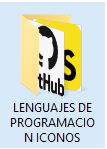 tHub
S
LENGUAJES DE
PROGRAMACIO
N ICONOS